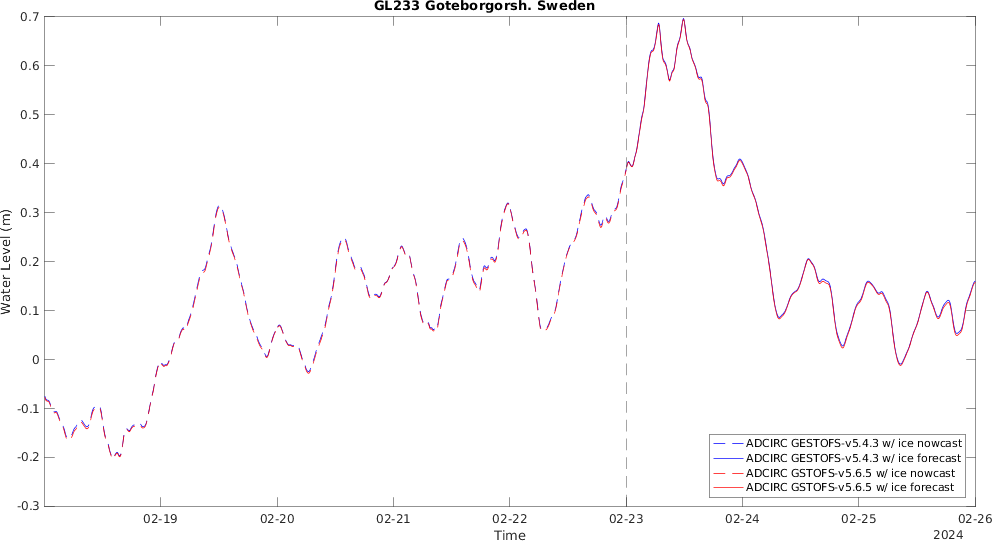 GL233 Goteborgorsh. Sweden
0.7
0.6
0.5
0.4
0.3
0.2
0.1
0
-0.1
-0.2
-0.3
Water Level (m)
ADCIRC GESTOFS-v5.4.3 w/ ice nowcast
ADCIRC GESTOFS-v5.4.3 w/ ice forecast
ADCIRC GSTOFS-v5.6.5 w/ ice nowcast
ADCIRC GSTOFS-v5.6.5 w/ ice forecast
02-19 02-20 02-21 02-22 02-23 02-24 02-25 02-26
Time
2024